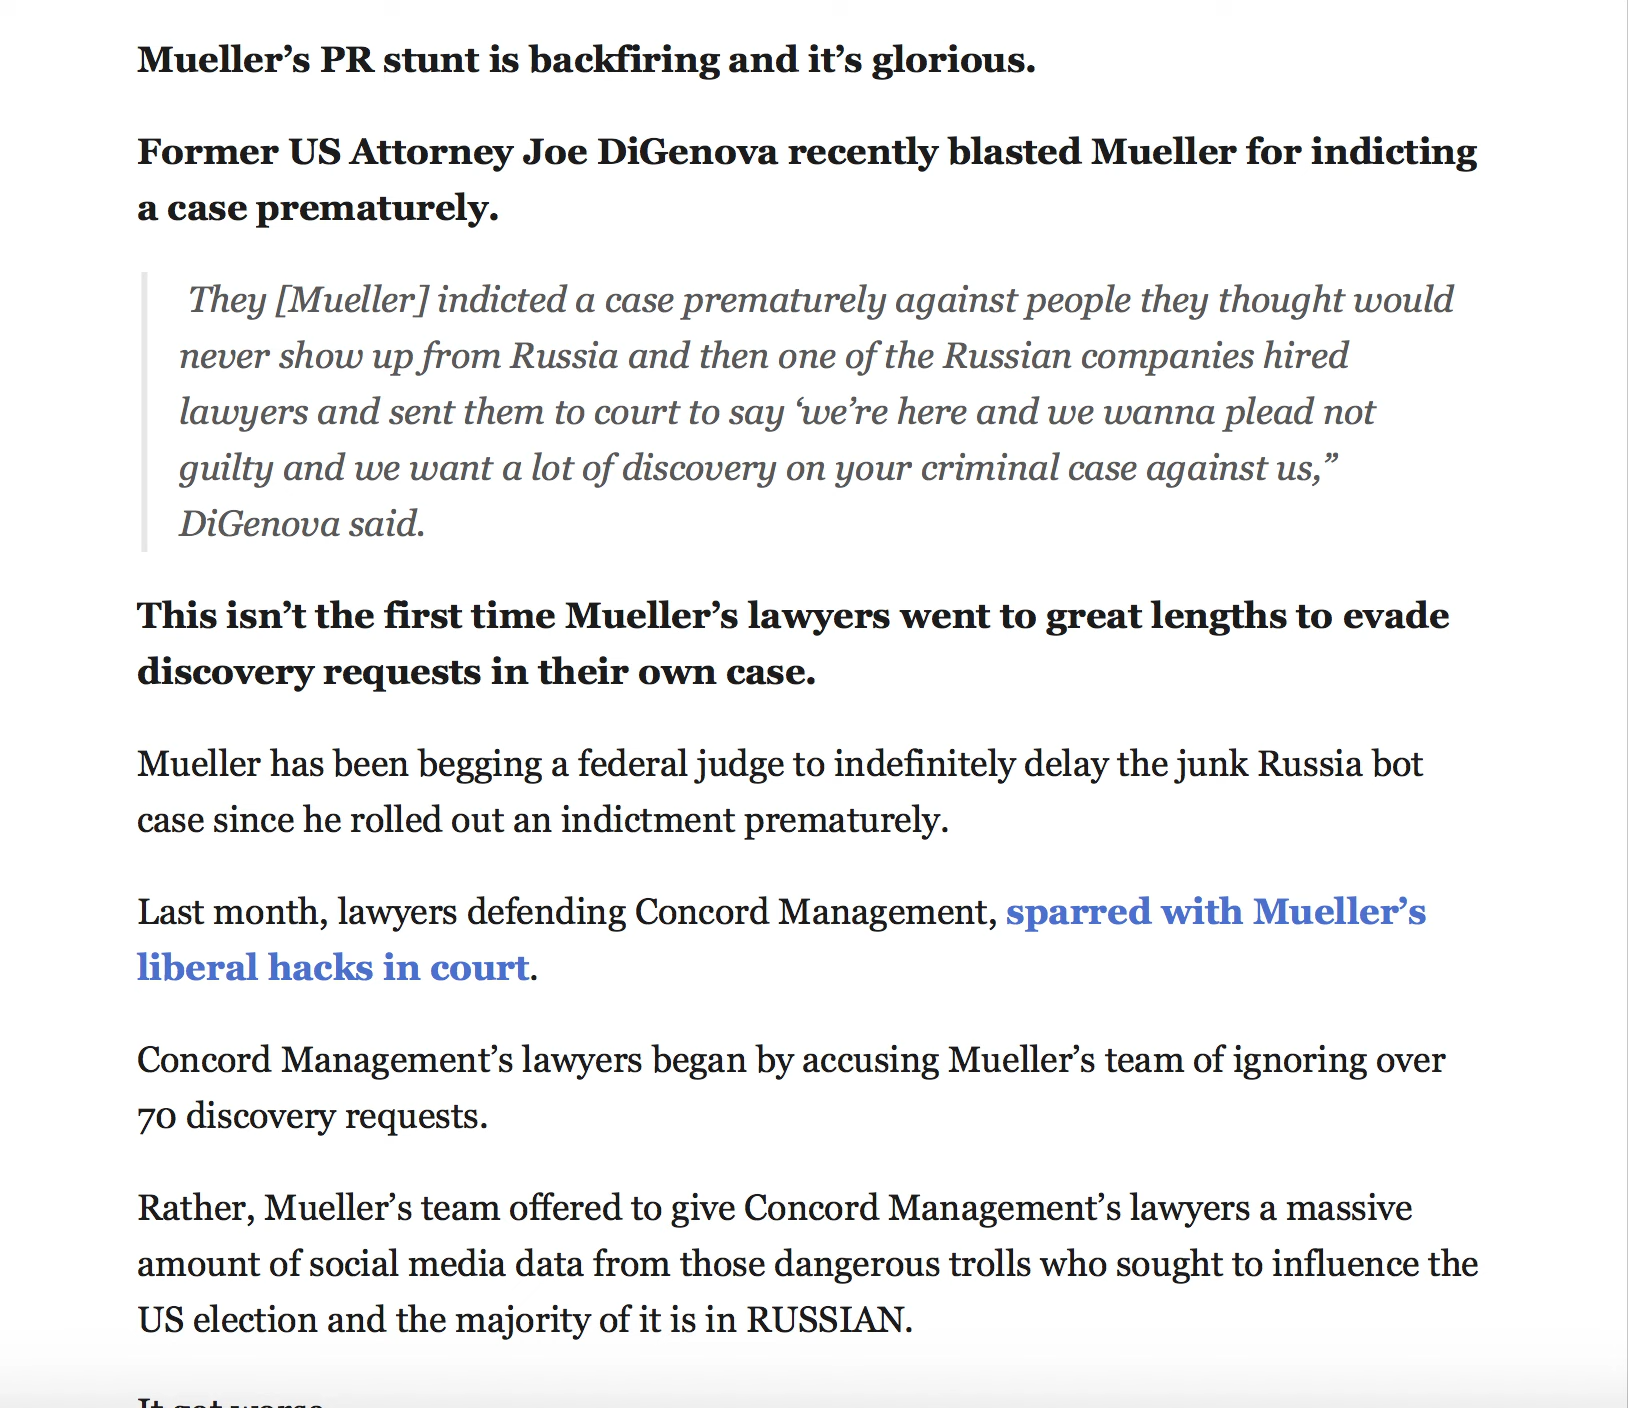 Mueller’s PR stunt is backfiring and it’s glorious.
Former US Attorney Joe DiGenova recently blasted Mueller for indicting
a case prematurely.
They [Mueller] indicted a case prematurely against people they thought would
never show up from Russia and then one of the Russian companies hired
lawyers and sent them to court to say ‘we’re here and we wanna plead not
guilty and we want a lot of discovery on your criminal case against us,”
DiGenova said.
This isn’t the first time Mueller’s lawyers went to great lengths to evade
discovery requests in their own case.
Mueller has been begging a federal judge to indefinitely delay the junk Russia bot
case since he rolled out an indictment prematurely.
Last month, lawyers defending Concord Management, sparred with Mueller’s
liberal hacks in court.
Concord Management’s lawyers began by accusing Mueller’s team of ignoring over
70 discovery requests.
Rather, Mueller’s team offered to give Concord Management’s lawyers a massive
amount of social media data from those dangerous trolls who sought to influence the
US election and the majority of it is in RUSSIAN.
It got worse